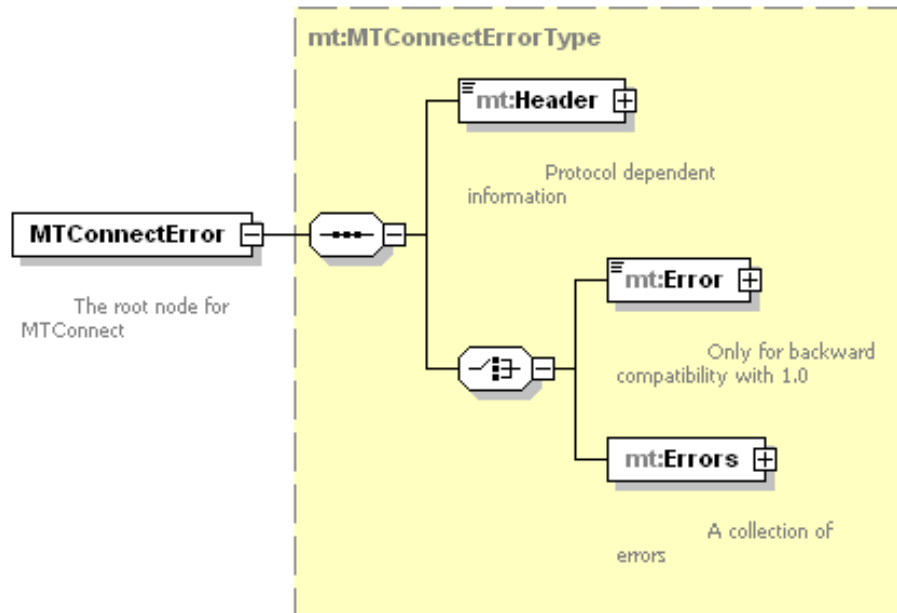 mt:MTConnectErrorType
mt:Header
Protocol dependent
information
MTConnectError
The root node for
MTConnect
mt:Error
Only for backward
compatibility with 1.0
mt:Errors
A collection of
errors